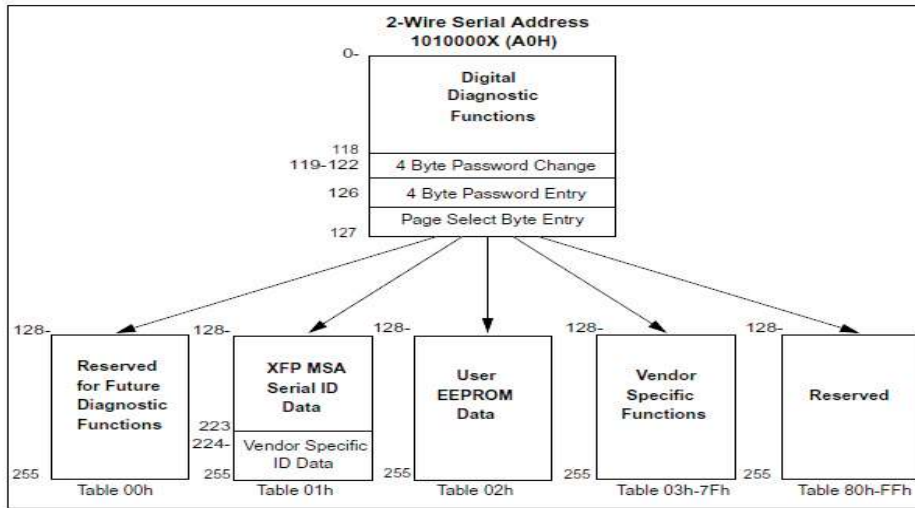 2-Wire Serial Address
1010000X (A0H)
0-
Digital
Diagnostic
Functions
118
119-122
4 Byte Password Change
126
4 Byte Password Entry
Page Select Byte Entry
127
128-
Reserved
for Future
Diagnostic
Functions
255
Table 00h
128-
XFP MSA
Serial ID
Data
223
224-
Vendor Specific
ID Data
255
Table 01h
128-
User
EEPROM
Data
255
Table 02h
128-
Vendor
Specific
Functions
255
Table 03h-7Fh
128-
Reserved
255
Table 80h-FFh